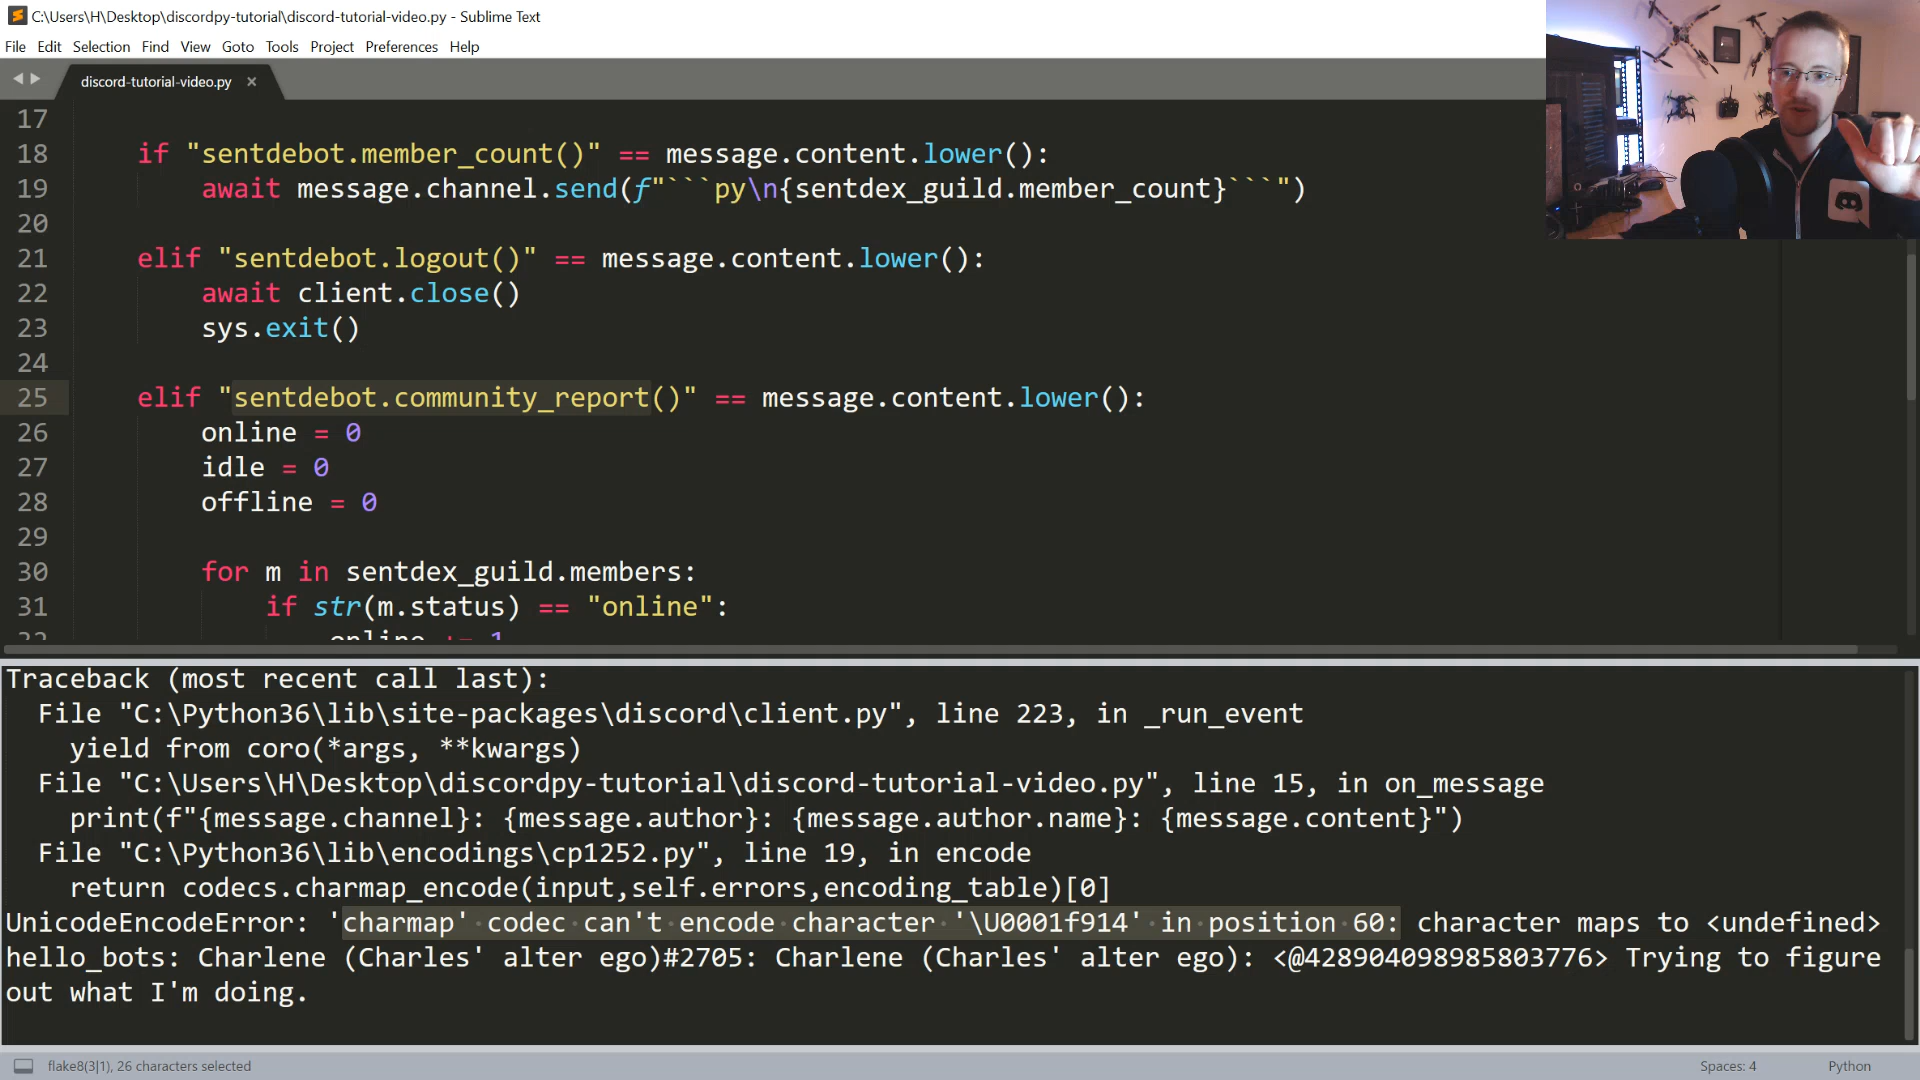 C:\Users\H\Desktop\discordpy-tutorial\discord-tutorial-video.py - Sublime Text
File Edit Selection Find View Goto Tools Project Preferences Help
discord-tutorial-video.py ×
17
18 if "sentdebot.member_count()" == message.content.lower():
19 await message.channel.send(f"```py\n{sentdex_guild.member_count}```")
20
21 elif "sentdebot.logout()" == message.content.lower():
22 await client.close()
23 sys.exit()
24
25 elif "sentdebot.community_report()" == message.content.lower():
26 online = 0
27 idle = 0
28 offline = 0
29
30 for m in sentdex_guild.members:
31 if str(m.status) == "online":
32 online += 1
Traceback (most recent call last):
File "C:\Python36\lib\site-packages\discord\client.py", line 223, in _run_event
yield from coro(*args, **kwargs)
File "C:\Users\H\Desktop\discordpy-tutorial\discord-tutorial-video.py", line 15, in on_message
print(f"{message.channel}: {message.author}: {message.author.name}: {message.content}")
File "C:\Python36\lib\encodings\cp1252.py", line 19, in encode
return codecs.charmap_encode(input,self.errors,encoding_table)[0]
UnicodeEncodeError: 'charmap' codec can't encode character '\U0001f914' in position 60: character maps to <undefined>
hello_bots: Charlene (Charles' alter ego)#2705: Charlene (Charles' alter ego): <@428904098985803776> Trying to figure
out what I'm doing.
flake8(3|1), 26 characters selected Spaces: 4 Python